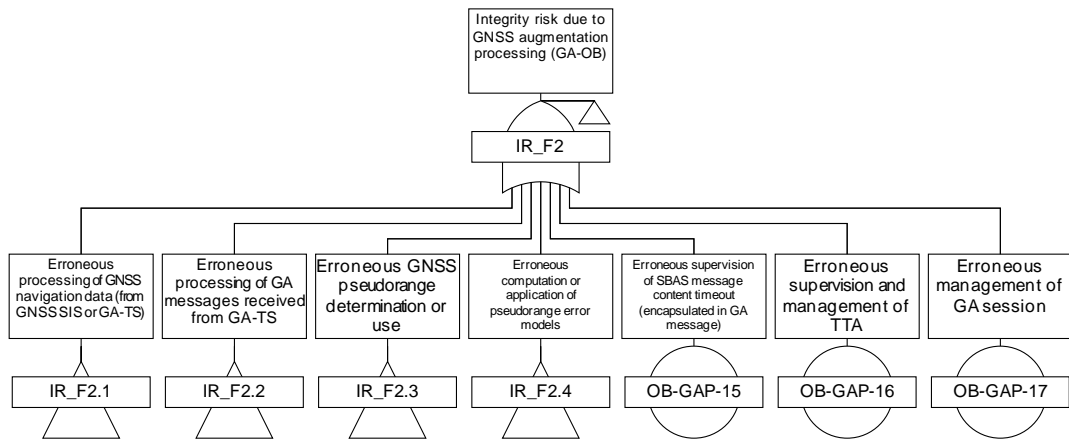 Integrity risk due to
GNSS augmentation
processing (GA-OB)
IR_F2
Erroneous
processing of GNSS
navigation data (from
GNSS SIS or GA-TS)
Erroneous
processing of GA
messages received
from GA-TS
Erroneous GNSS
pseudorange
determination or
use
Erroneous
computation or
application of
pseudorange error
models
Erroneous supervision
of SBAS message
content timeout
(encapsulated in GA
message)
Erroneous
supervision and
management of
TTA
Erroneous
management of
GA session
IR_F2.1
IR_F2.2
IR_F2.3
IR_F2.4
OB-GAP-15
OB-GAP-16
OB-GAP-17